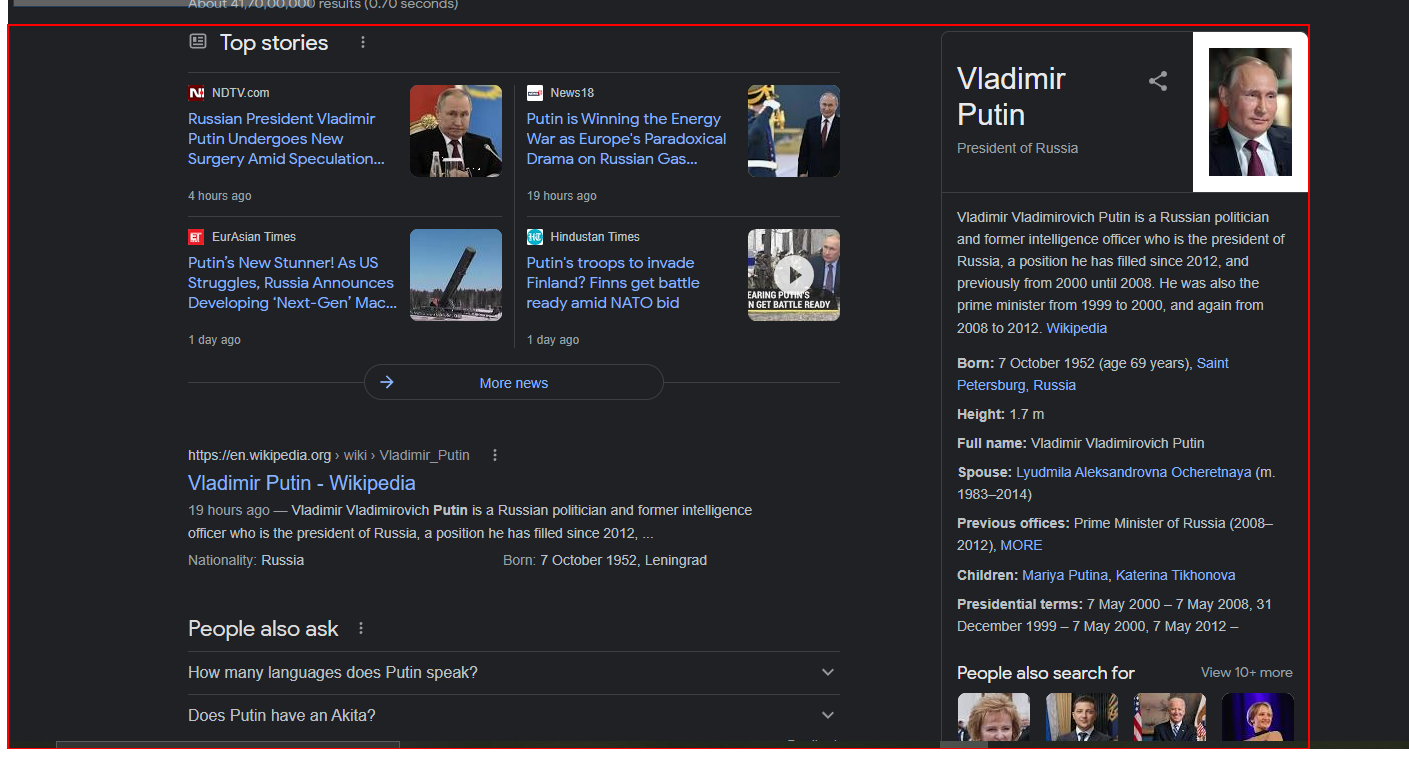 About 41,70,00,000 results (0.70 seconds)
Top stories
NDTV.com
Russian President Vladimir
Putin Undergoes New
Surgery Amid Speculation...
4 hours ago
News18
Putin is Winning the Energy
War as Europe's Paradoxical
Drama on Russian Gas...
19 hours ago
EurAsian Times
Putin's New Stunner! As US
Struggles, Russia Announces
Developing 'Next-Gen' Mac...
1 day ago
Hindustan Times
Putin's troops to invade
Finland? Finns get battle
ready amid NATO bid
EARING PUTIN'S
N GET BATTLE READY
1 day ago
More news
https://en.wikipedia.org › wiki › Vladimir_Putin
Vladimir Putin - Wikipedia
19 hours ago — Vladimir Vladimirovich Putin is a Russian politician and former intelligence
officer who is the president of Russia, a position he has filled since 2012, ...
Nationality: Russia
Born: 7 October 1952, Leningrad
People also ask
How many languages does Putin speak?
Does Putin have an Akita?
Vladimir
Putin
President of Russia
Vladimir Vladimirovich Putin is a Russian politician
and former intelligence officer who is the president of
Russia, a position he has filled since 2012, and
previously from 2000 until 2008. He was also the
prime minister from 1999 to 2000, and again from
2008 to 2012. Wikipedia
Born: 7 October 1952 (age 69 years), Saint
Petersburg, Russia
Height: 1.7 m
Full name: Vladimir Vladimirovich Putin
Spouse: Lyudmila Aleksandrovna Ocheretnaya (m.
1983–2014)
Previous offices: Prime Minister of Russia (2008–
2012), MORE
Children: Mariya Putina, Katerina Tikhonova
Presidential terms: 7 May 2000 – 7 May 2008, 31
December 1999 – 7 May 2000, 7 May 2012 –
People also search for
View 10+ more